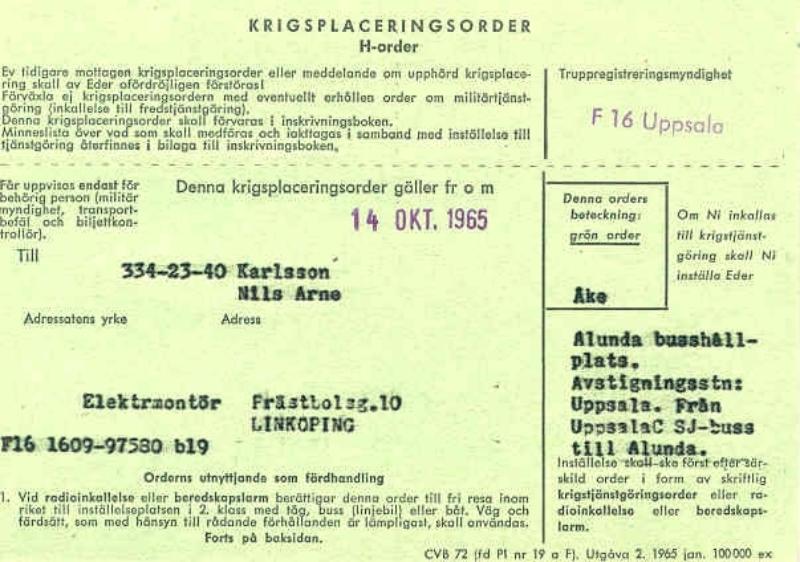 KRIGSPLACERINGSORDER
H-order
Ev tidigare mottagen krigsplaceringsorder eller meddelande om upphörd krigsplace-
ring skall av Eder ofördröjligen förstöras!
Förväxla ej krigsplaceringsordern med eventuellt erhållen order om militärtjänst-
göring (inkallelse till fredstjänstgöring).
Denna krigsplaceringsorder skall förvaras i inskrivningsboken.
Minneslista över vad som skall medföras och iakttagas i samband med inställelse till
tjänstgöring återfinnes i bilaga till inskrivningsboken.
Truppregistreringsmyndighet
F 16 Uppsala
Får uppvisas endast för
behörig person (militär
myndighet, transport-
befäl och biljettkon-
trollör).
Denna krigsplaceringsorder gäller fr o m
14 OKT. 1965
Till
334-23-40 Karlsson
Nils Arne
Adressatens yrke Adress
Elektrmontör Frästtolsg.10
LINKÖPING
F16 1609-97580 b19
Orderns utnyttjande som färdhandling
1. Vid radioinkallelse eller beredskapslarm berättigar denna order till fri resa inom
riket till inställelseplatsen i 2. klass med tåg, buss (linjebil) eller båt. Väg och
färdsätt, som med hänsyn till rådande förhållanden är lämpligast, skall användas.
Forts på baksidan.
Denna orders
beteckning:
grön order
Åke
Om Ni inkallas
till krigstjänst-
göring skall Ni
inställa Eder
Alunda busshåll-
plats.
Avstigningsstn:
Uppsala. Från
UppsalaC SJ-buss
till Alunda.
Inställelse skall ske först efter sär-
skild order i form av skriftlig
krigstjänstgöringsorder eller ra-
dioinkallelse eller beredskaps-
larm.
CVB 72 (fd Pl nr 19 a F). Utgåva 2. 1965 jan. 100 000 ex